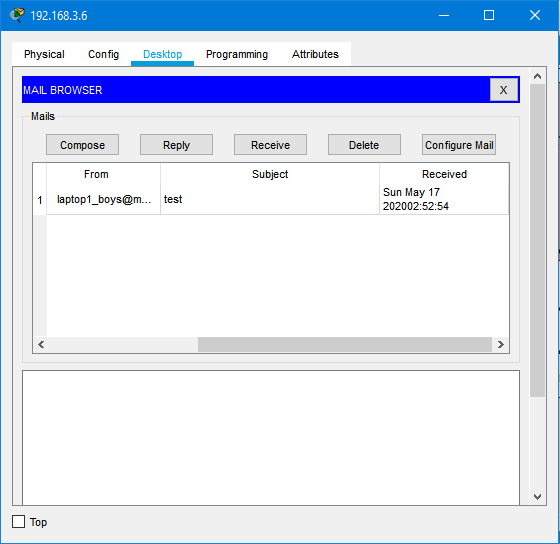 192.168.3.6
Physical Config Desktop Programming Attributes
MAIL BROWSER X
Mails
Compose Reply Receive Delete Configure Mail
From Subject Received
1 laptop1_boys@m... test Sun May 17
202002:52:54
Top